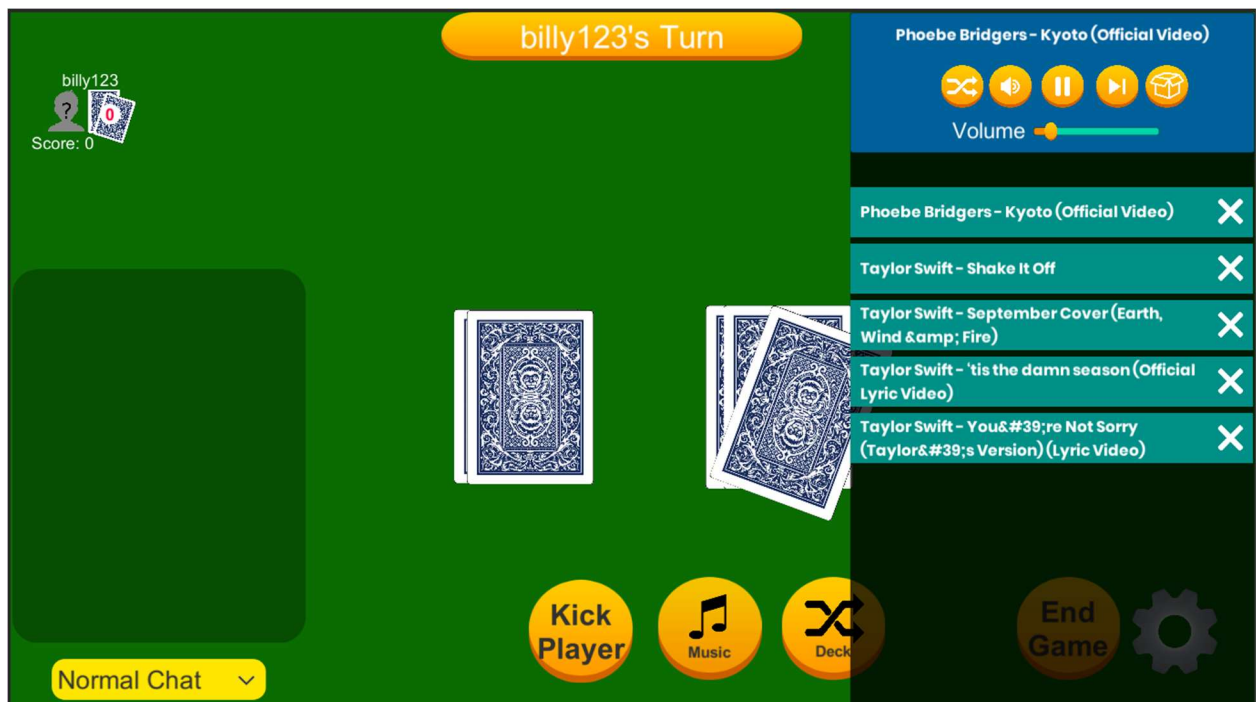 billy123's Turn
billy123
?
0
Score: 0
Phoebe Bridgers - Kyoto (Official Video)
Volume
Phoebe Bridgers - Kyoto (Official Video)
Taylor Swift - Shake It Off
Taylor Swift - September Cover (Earth,
Wind &amp; Fire)
Taylor Swift - 'tis the damn season (Official
Lyric Video)
Taylor Swift - You&#39;re Not Sorry
(Taylor&#39;s Version) (Lyric Video)
Kick
Player
Music
Deck
End
Game
Normal Chat